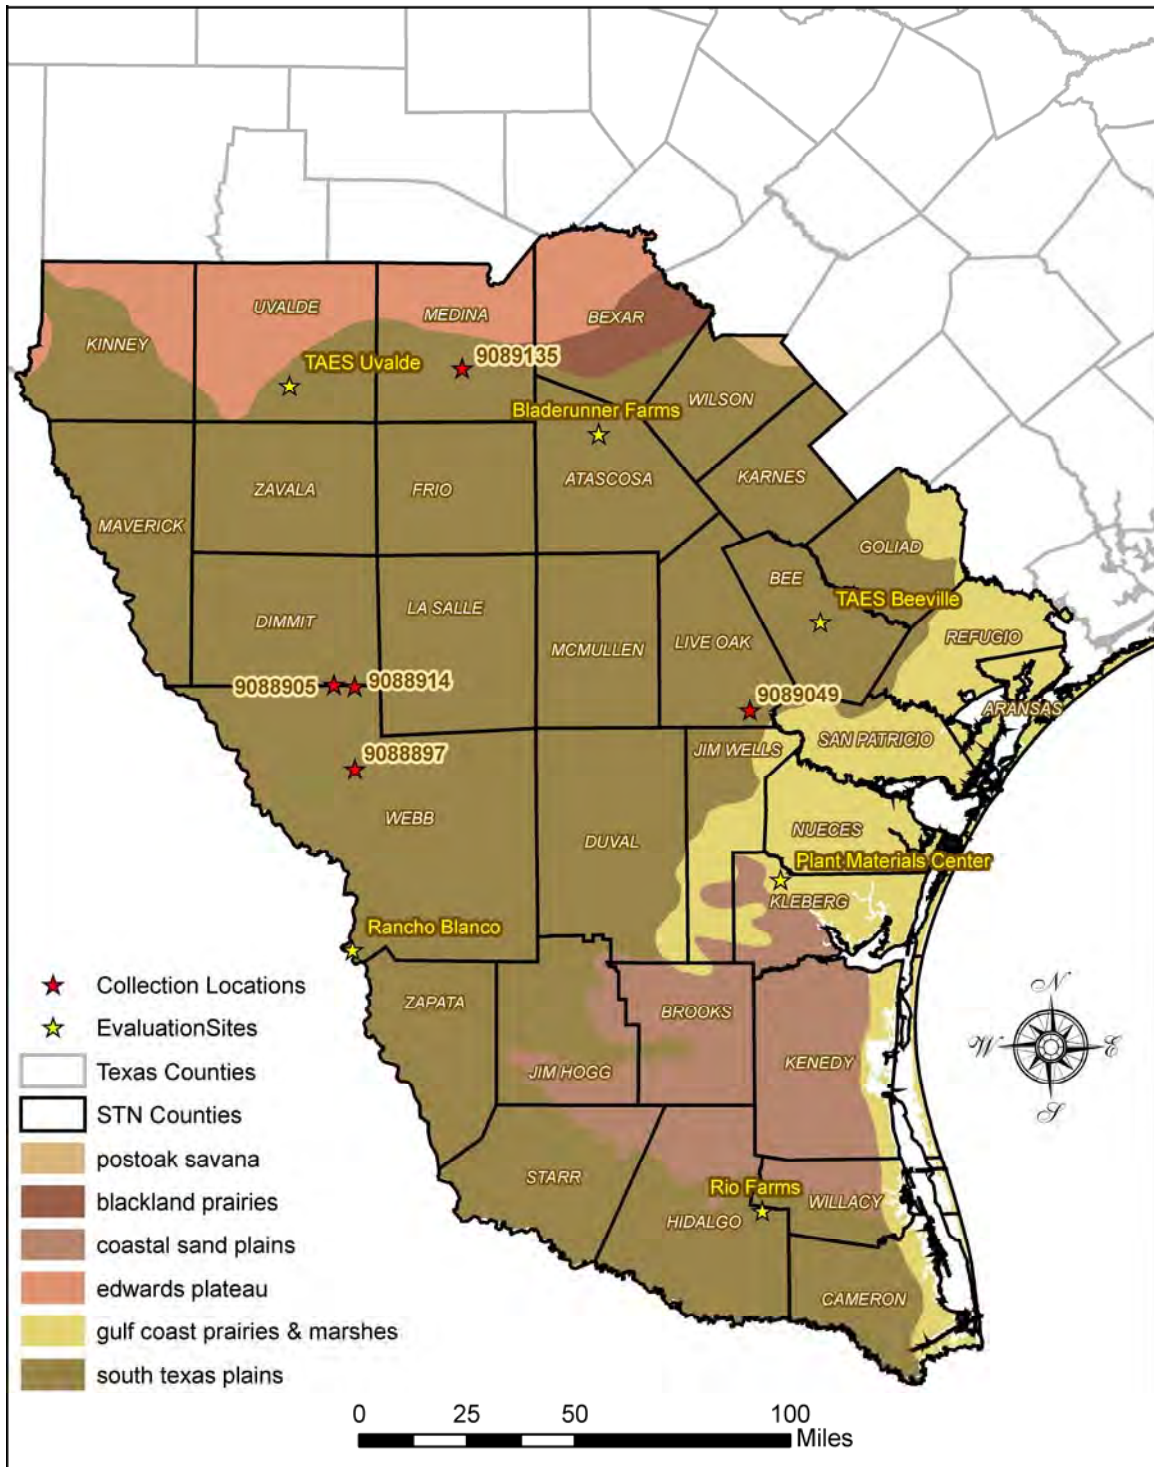 UVALDE
MEDINA
BEXAR
KINNEY
TAES Uvalde
9089135
WILSON
Bladerunner Farms
ZAVALA
FRIO
ATASCOSA
KARNES
MAVERICK
GOLIAD
BEE
TAES Beeville
DIMMIT
LA SALLE
MCMULLEN
LIVE OAK
REFUGIO
9088905
9088914
9089049
ARANSAS
SAN PATRICIO
JIM WELLS
9088897
WEBB
DUVAL
NUECES
Plant Materials Center
KLEBERG
Rancho Blanco
ZAPATA
BROOKS
KENEDY
JIM HOGG
STARR
Rio Farms
WILLACY
HIDALGO
CAMERON
N
W
E
S
Collection Locations
EvaluationSites
Texas Counties
STN Counties
postoak savana
blackland prairies
coastal sand plains
edwards plateau
gulf coast prairies & marshes
south texas plains
0 25 50 100
Miles